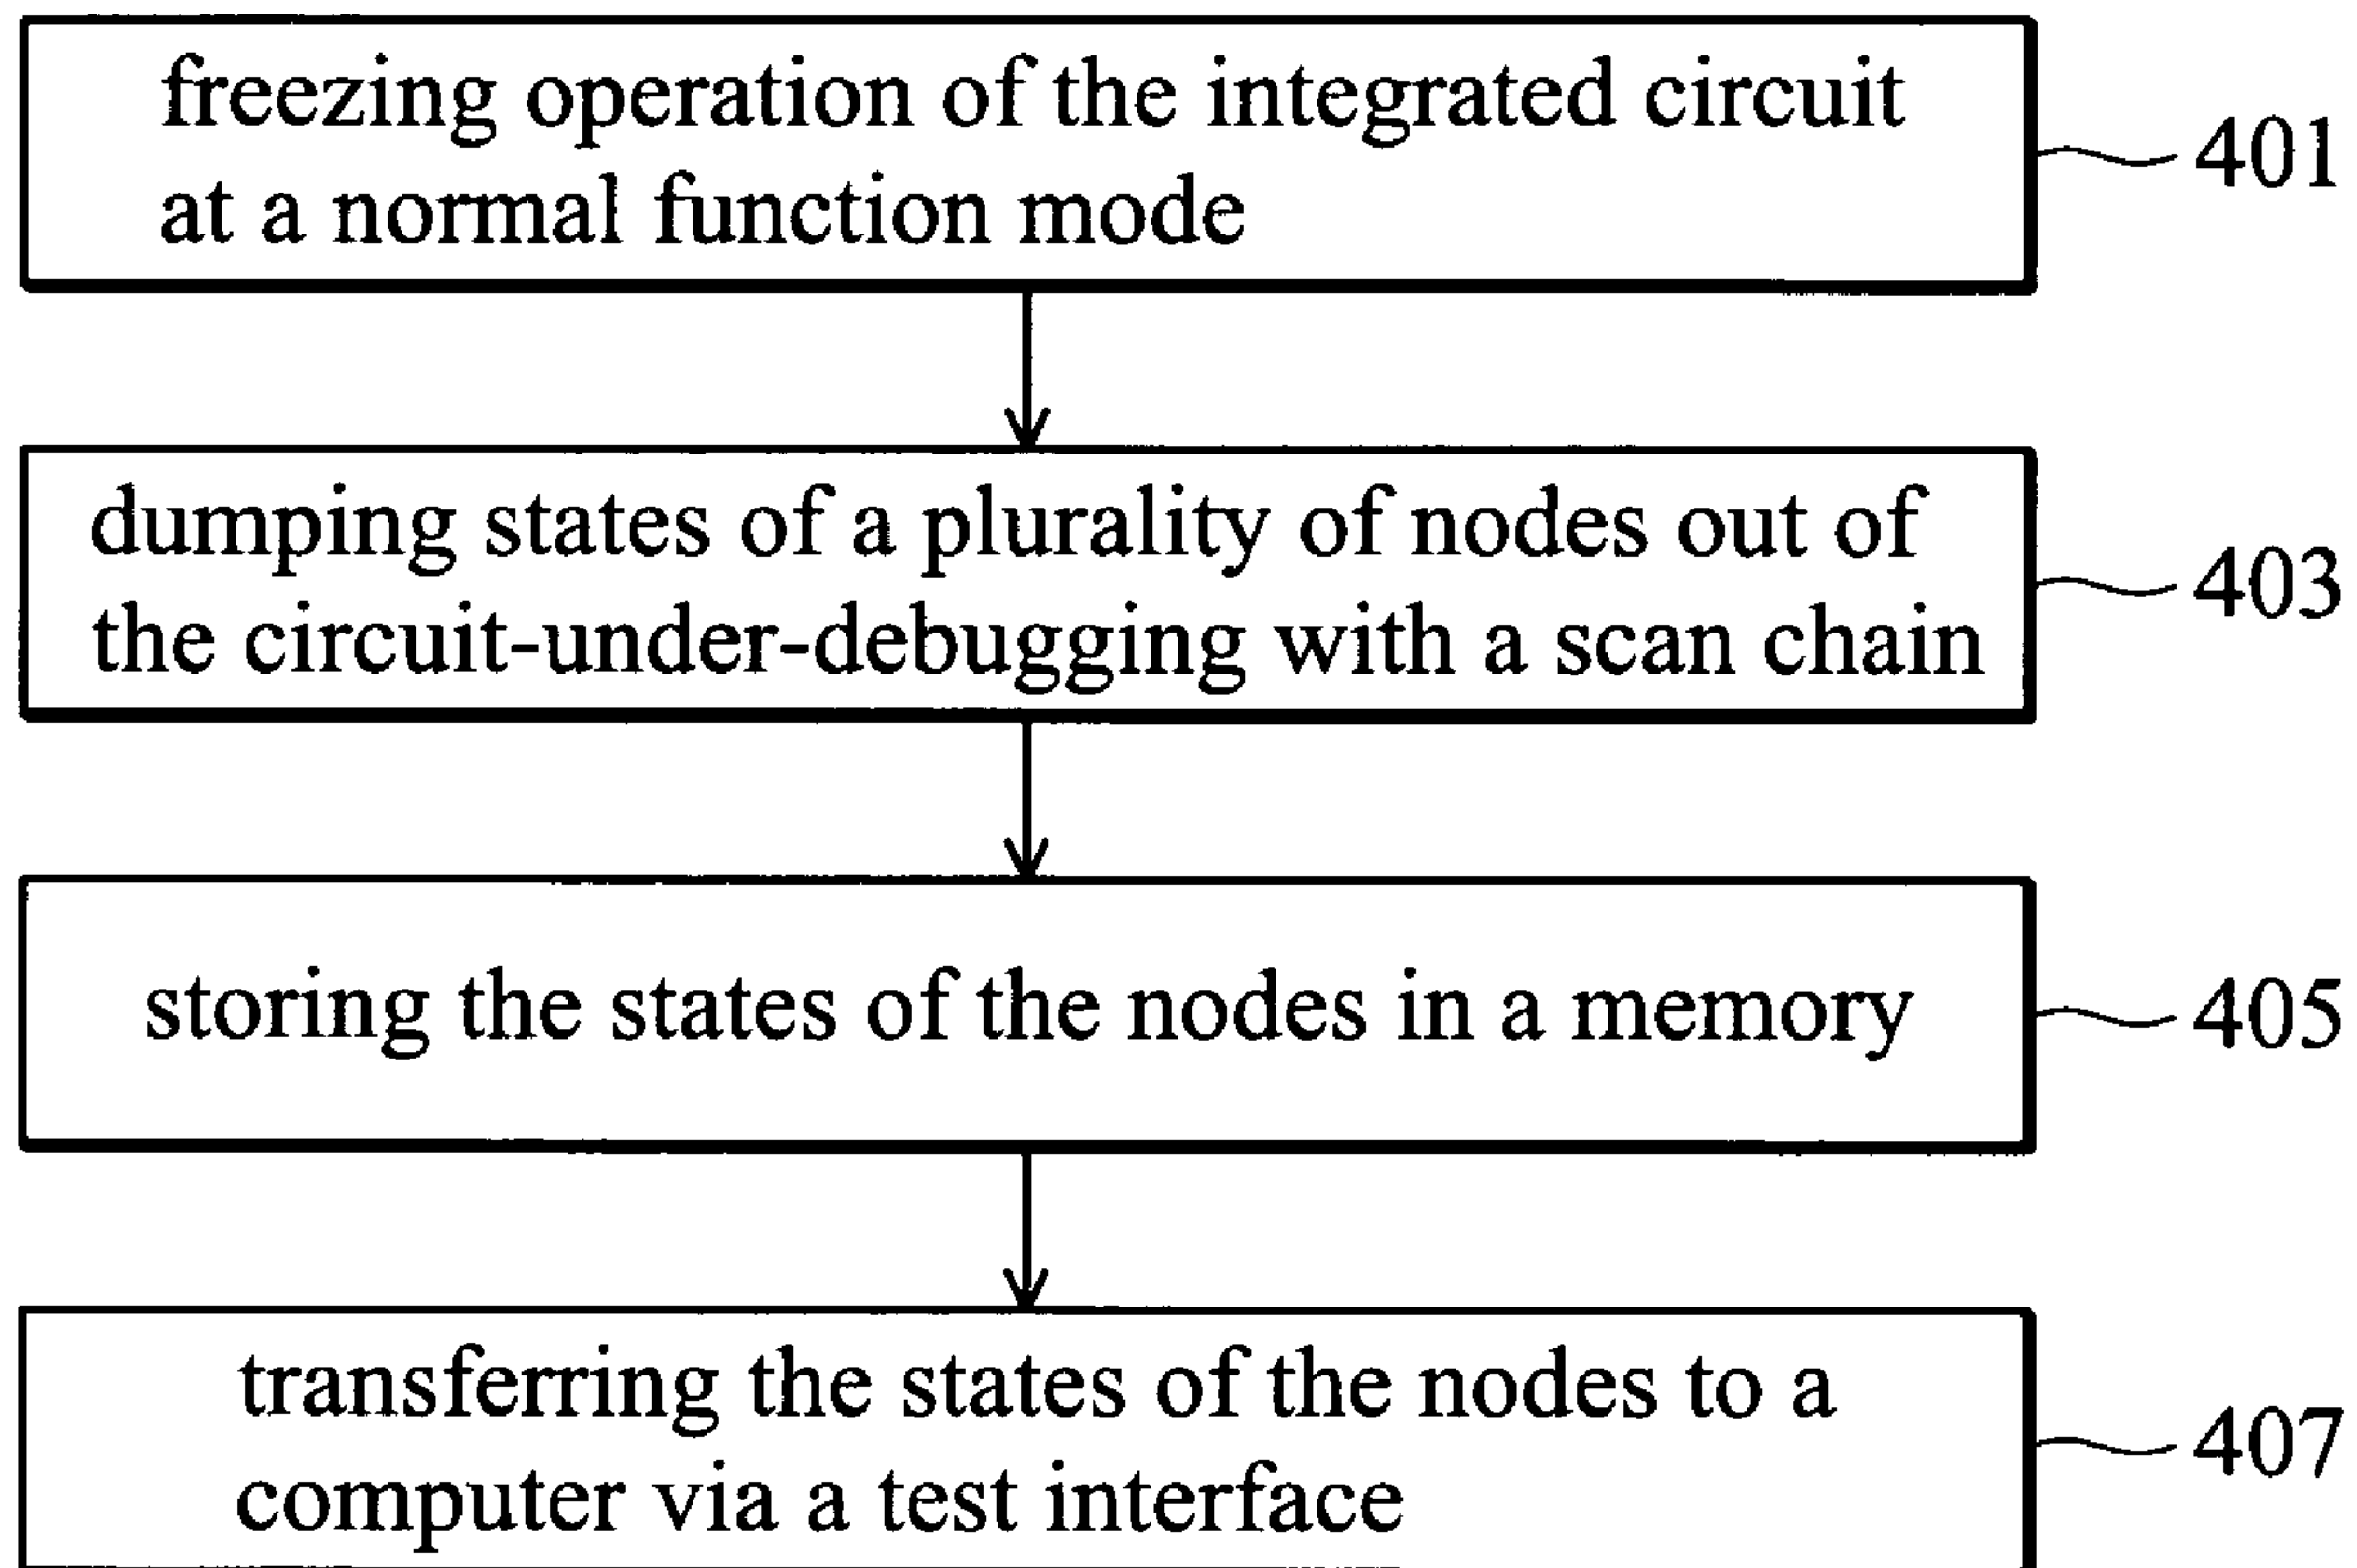 freezing operation of the integrated circuit
at a normal function mode
401
dumping states of a plurality of nodes out of
the circuit-under-debugging with a scan chain
403
storing the states of the nodes in a memory
405
transferring the states of the nodes to a
computer via a test interface
407